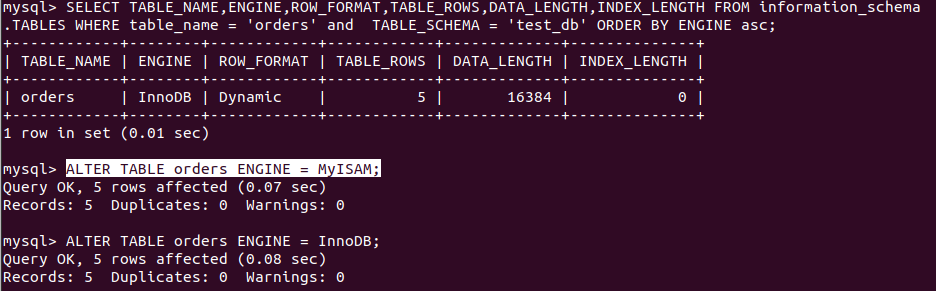 mysql> SELECT TABLE_NAME,ENGINE,ROW_FORMAT,TABLE_ROWS,DATA_LENGTH,INDEX_LENGTH FROM information_schema
.TABLES WHERE table_name = 'orders' and  TABLE_SCHEMA = 'test_db' ORDER BY ENGINE asc;
+------------+--------+------------+------------+-------------+--------------+
| TABLE_NAME | ENGINE | ROW_FORMAT | TABLE_ROWS | DATA_LENGTH | INDEX_LENGTH |
+------------+--------+------------+------------+-------------+--------------+
| orders     | InnoDB | Dynamic    |          5 |       16384 |            0 |
+------------+--------+------------+------------+-------------+--------------+
1 row in set (0.01 sec)
mysql> ALTER TABLE orders ENGINE = MyISAM;
Query OK, 5 rows affected (0.07 sec)
Records: 5  Duplicates: 0  Warnings: 0
mysql> ALTER TABLE orders ENGINE = InnoDB;
Query OK, 5 rows affected (0.08 sec)
Records: 5  Duplicates: 0  Warnings: 0